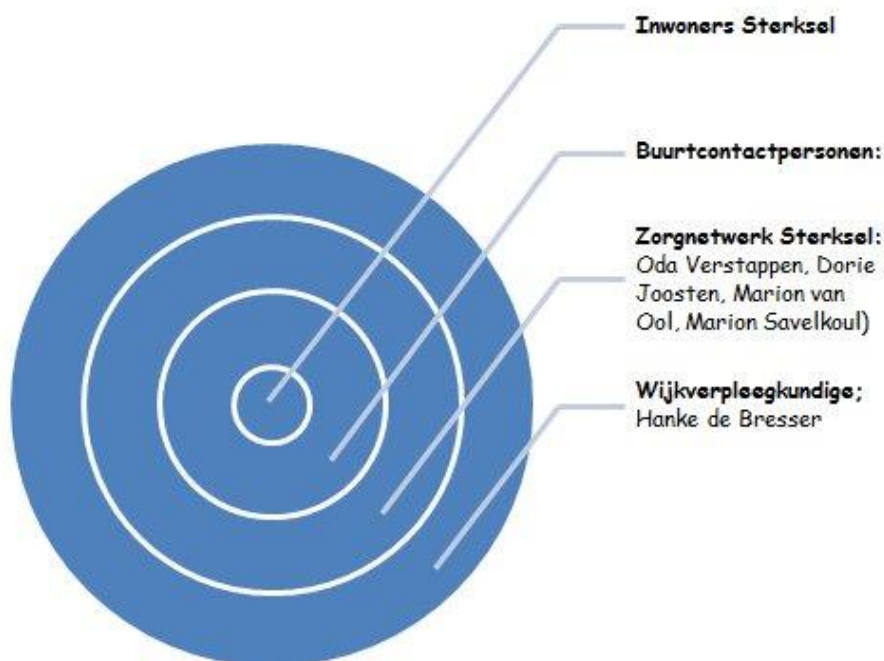 Inwoners Sterksel
Buurtcontactpersonen:
Zorgnetwerk Sterksel:
Oda Verstappen, Dorie
Joosten, Marion van
Ool, Marion Savelkoul)
Wijkverpleegkundige;
Hanke de Bresser